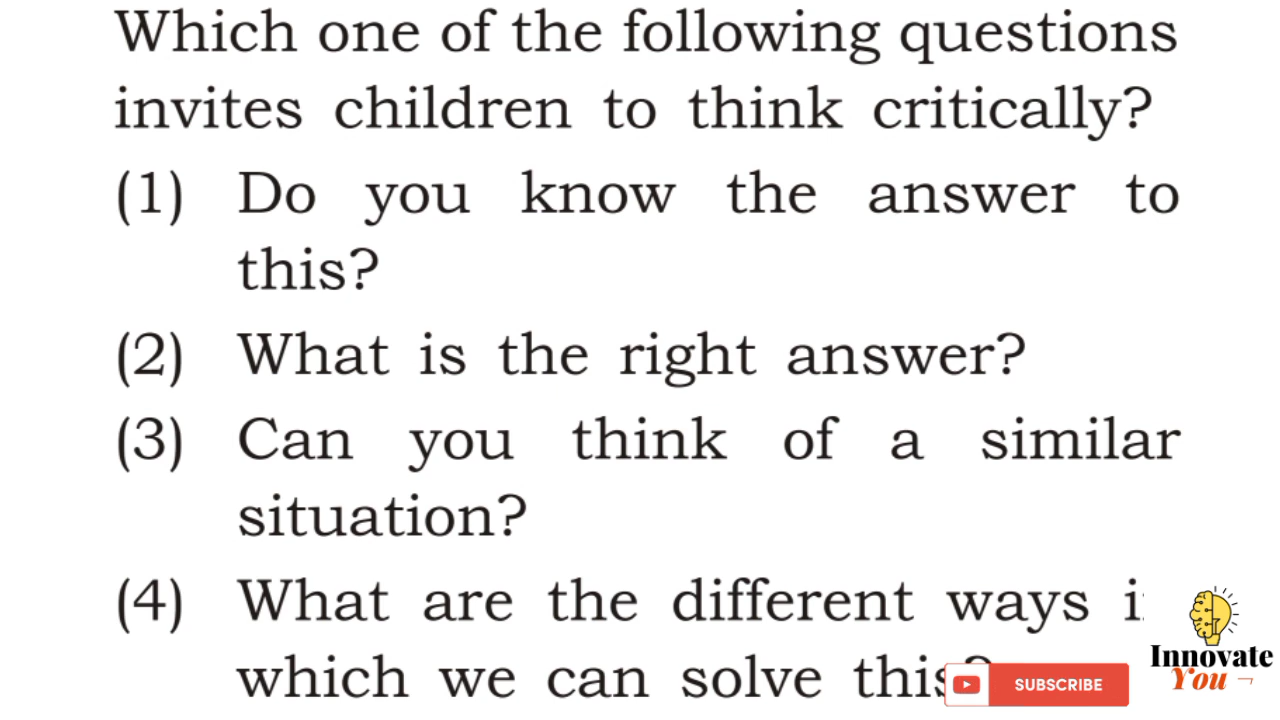 Which one of the following questions
invites children to think critically?
(1) Do you know the answer to
this?
(2) What is the right answer?
(3) Can you think of a similar
situation?
(4) What are the different ways
which we can solve this?
SUBSCRIBE
Innovate
You